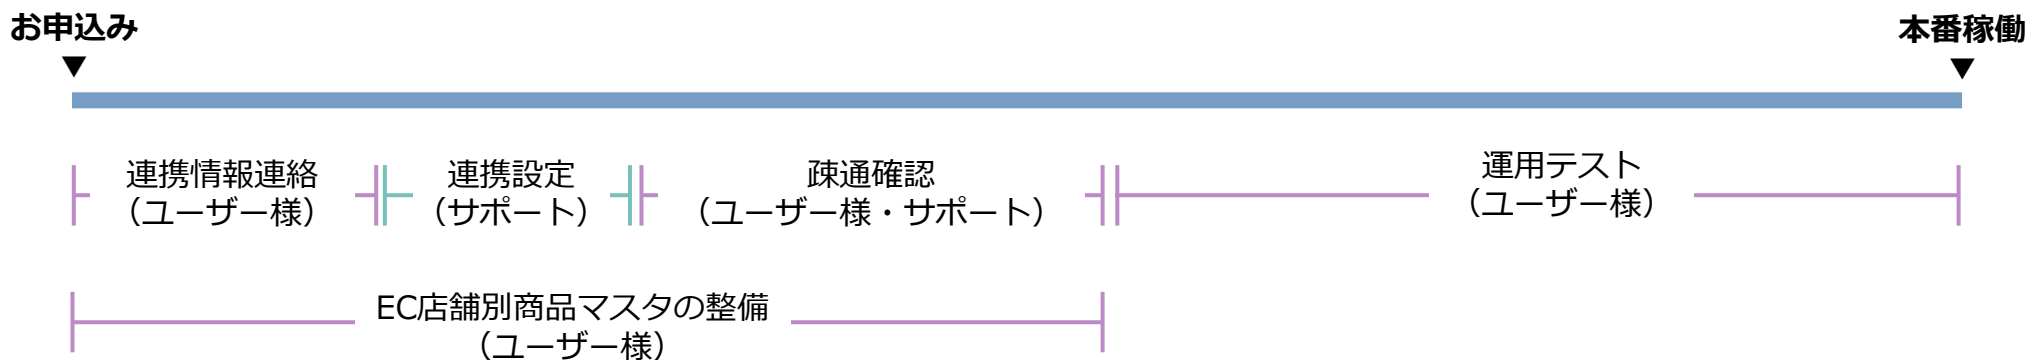 お申込み
本番稼働
▼
▼
連携情報連絡
（ユーザー様）
連携設定
（サポート）
疎通確認
（ユーザー様・サポート）
運用テスト
（ユーザー様）
EC店舗別商品マスタの整備
（ユーザー様）